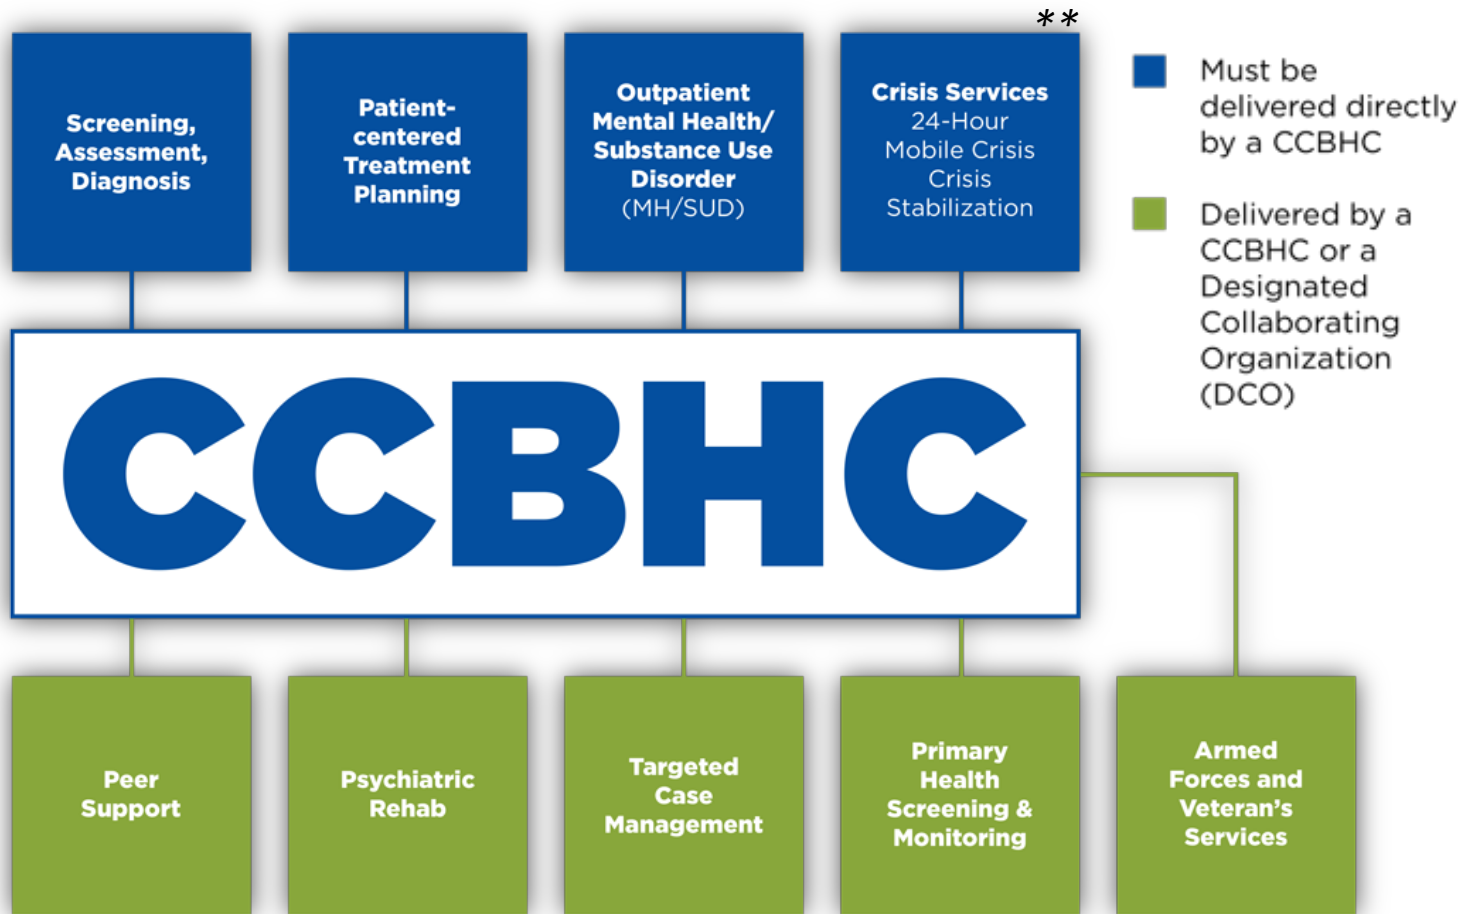 **
Screening,
Assessment,
Diagnosis
Patient-
centered
Treatment
Planning
Outpatient
Mental Health/
Substance Use
Disorder
(MH/SUD)
Crisis Services
24-Hour
Mobile Crisis
Crisis
Stabilization
Must be
delivered directly
by a CCBHC
Delivered by a
CCBHC or a
Designated
Collaborating
Organization
(DCO)
CCBHC
Peer
Support
Psychiatric
Rehab
Targeted
Case
Management
Primary
Health
Screening &
Monitoring
Armed
Forces and
Veteran's
Services